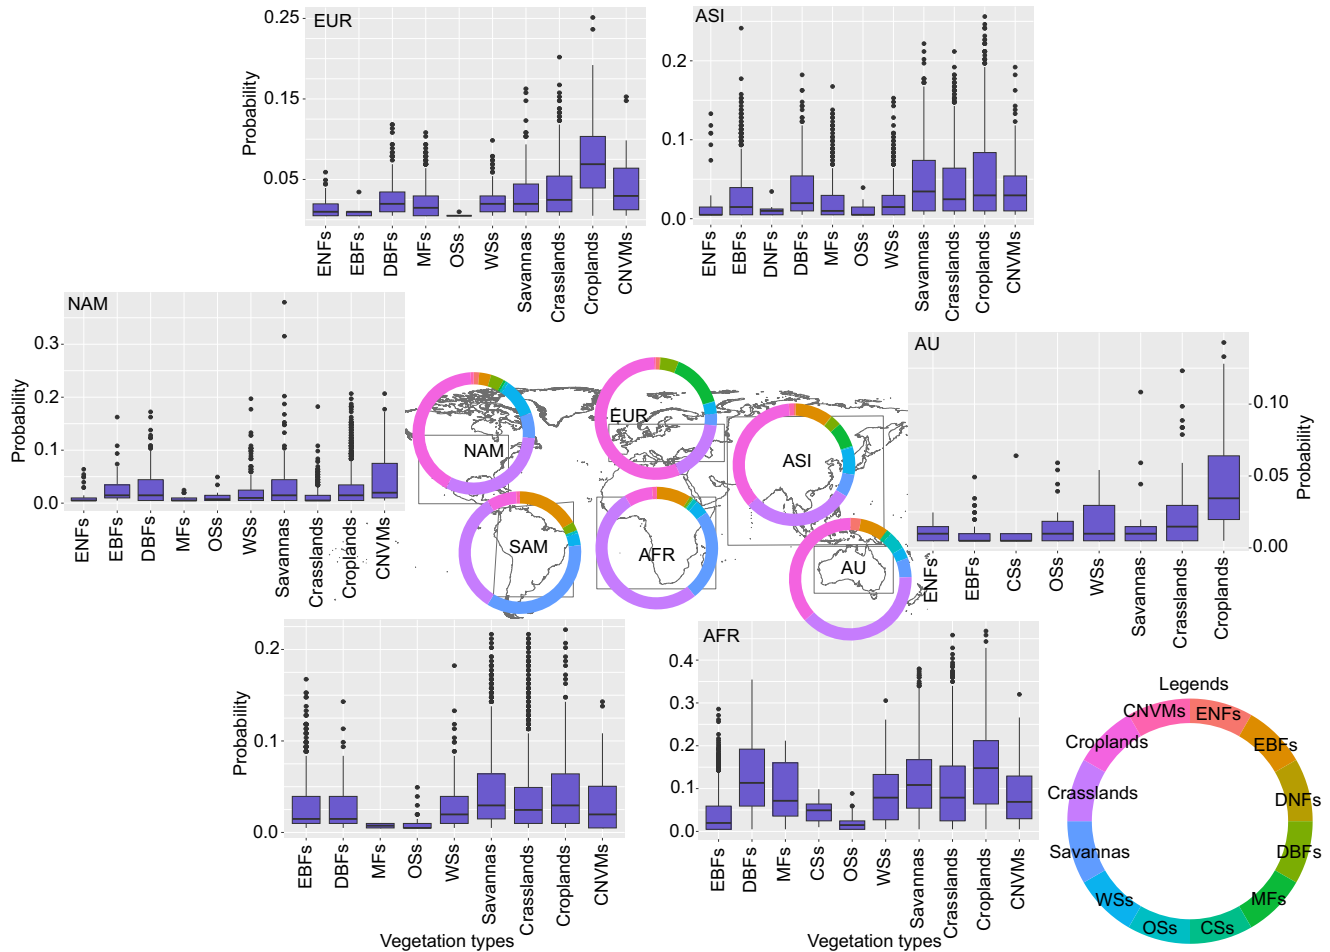 EUR
Probability
0.25
0.15
0.05
ENFs
EBFs
DBFs
MFs
OSs
WSs
Savannas
Crasslands
Croplands
CNVMs
ASI
0.2
0.1
0.0
ENFs
EBFs
DNFs
DBFs
MFs
OSs
WSs
Savannas
Crasslands
Croplands
CNVMs
NAM
Probability
0.3
0.2
0.1
0.0
ENFs
EBFs
DBFs
MFs
OSs
WSs
Savannas
Crasslands
Croplands
CNVMs
NAM
EUR
ASI
SAM
AFR
AU
AU
Probability
0.10
0.05
0.00
ENFs
EBFs
CSs
OSs
WSs
Savannas
Crasslands
Croplands
Probability
0.2
0.1
0.0
EBFs
DBFs
MFs
OSs
WSs
Savannas
Crasslands
Croplands
CNVMs
Vegetation types
AFR
0.4
0.3
0.2
0.1
0.0
EBFs
DBFs
MFs
CSs
OSs
WSs
Savannas
Crasslands
Croplands
CNVMs
Vegetation types
Legends
CNVMs
ENFs
Croplands
EBFs
Crasslands
DNFs
Savannas
DBFs
WSs
MFs
OSs
CSs